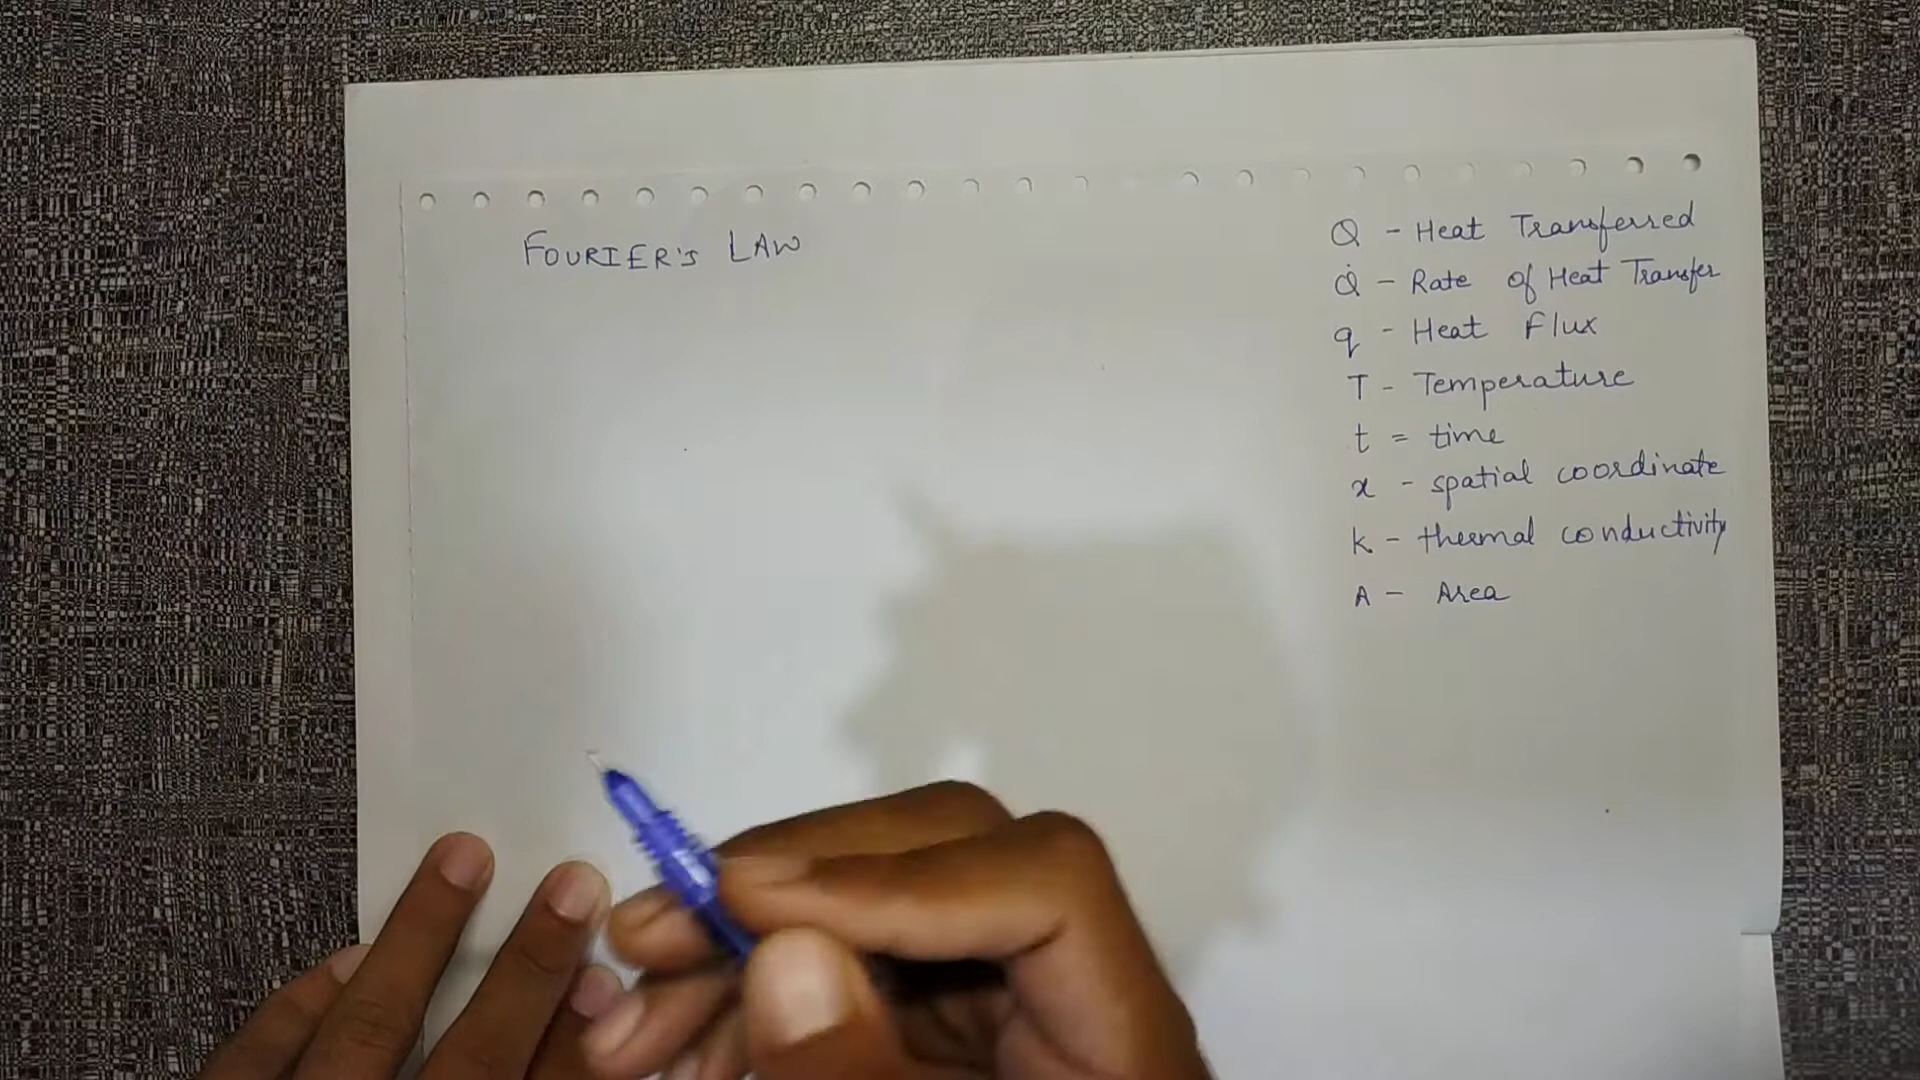 FOURIER'S LAW
Q - Heat Transferred
Q̇ - Rate of Heat Transfer
q - Heat Flux
T - Temperature
t = time
x - spatial coordinate
k - thermal conductivity
A - Area